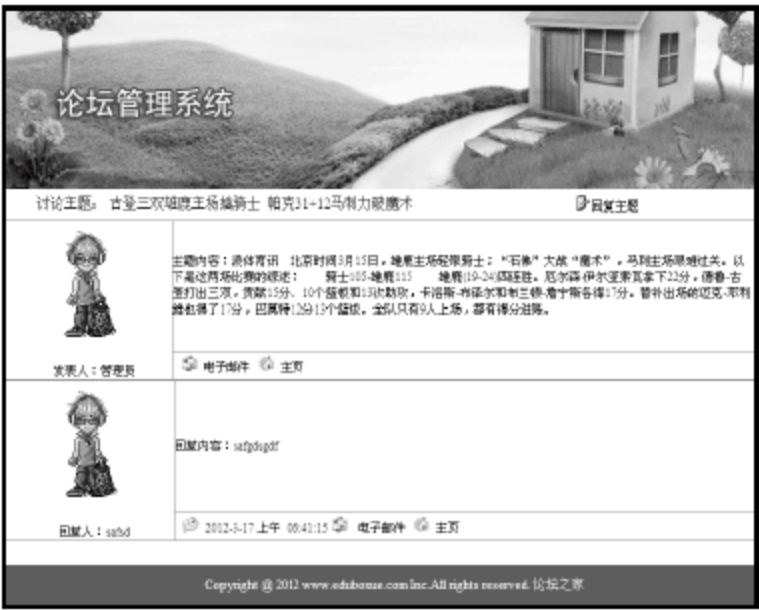 论坛管理系统
讨论主题： 古登三双雄鹿主场擒骑士 帕克31+12马刺力破魔术
回复主题
主题内容：浪体育讯 北京时间3月15日，雄鹿主场轻取骑士；“石佛”大战“魔术”，马刺主场艰难过关。以
下是这两场比赛的综述： 骑士105-雄鹿115 雄鹿(19-24)四连胜。厄尔森-伊尔亚索瓦拿下22分，德鲁-古
登打出三双，贡献15分、10个篮板和13次助攻，卡洛斯-布泽尔和布兰顿-詹宁斯各得17分。替补出场的迈克-邓利
维也得了17分，巴莫特12分13个篮板。全队只有9人上场，都有得分进账。
发表人：管理员
电子邮件 主页
回复内容：safgdsgdf
回复人：safsd
2012-3-17 上午 08:41:15 电子邮件 主页
Copyright @ 2012 www.eduboxue.com Inc.All rights reserved. 论坛之家